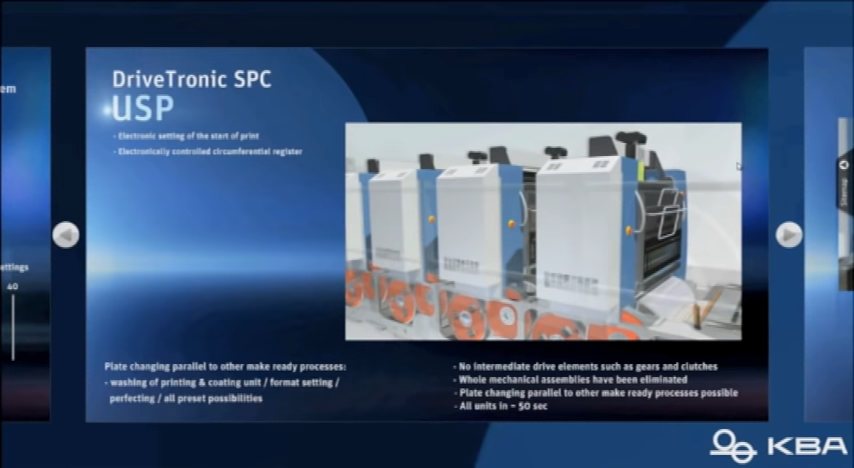 em
DriveTronic SPC
USP
- Electronic setting of the start of print
- Electronically controlled circumferential register
Sitemap
ettings
40
Plate changing parallel to other make ready processes:
- washing of printing & coating unit / format setting /
perfecting / all preset possibilities
- No intermediate drive elements such as gears and clutches
- Whole mechanical assemblies have been eliminated
- Plate changing parallel to other make ready processes possible
- All units in ~ 50 sec
KBA